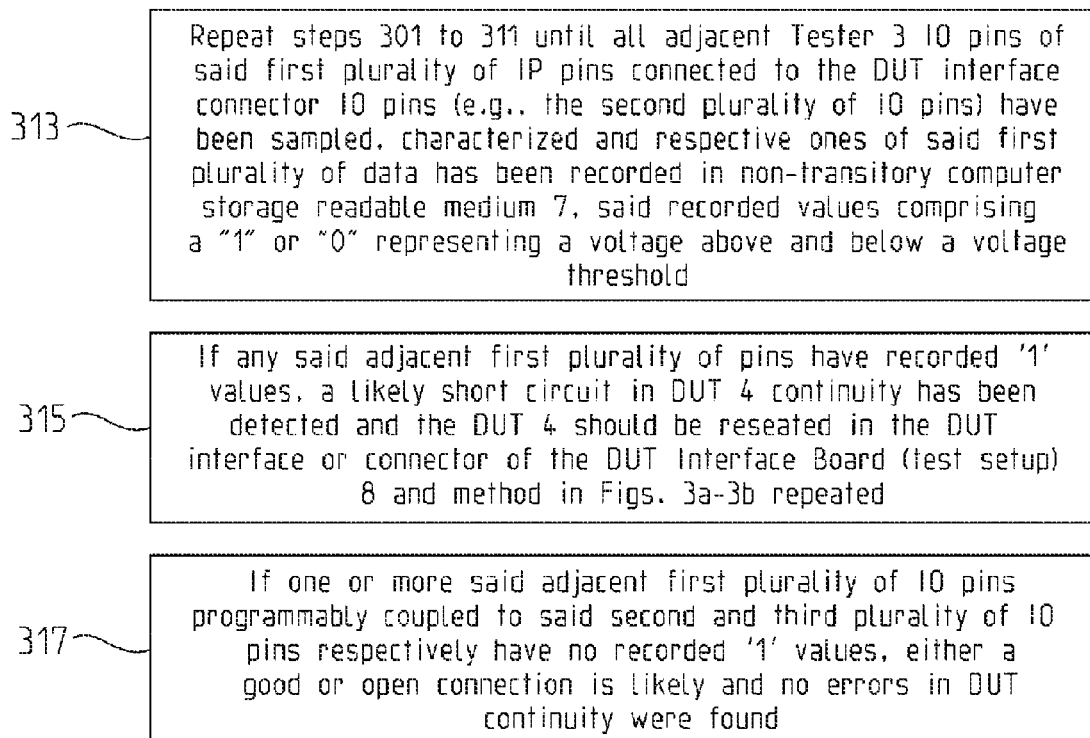 313
Repeat steps 301 to 311 until all adjacent Tester 3 IO pins of
said first plurality of IP pins connected to the DUT interface
connector IO pins (e.g., the second plurality of IO pins) have
been sampled, characterized and respective ones of said first
plurality of data has been recorded in non-transitory computer
storage readable medium 7, said recorded values comprising
a "1" or "0" representing a voltage above and below a voltage
threshold
315
If any said adjacent first plurality of pins have recorded '1'
values, a likely short circuit in DUT 4 continuity has been
detected and the DUT 4 should be reseated in the DUT
interface or connector of the DUT Interface Board (test setup)
8 and method in Figs. 3a-3b repeated
317
If one or more said adjacent first plurality of IO pins
programmably coupled to said second and third plurality of IO
pins respectively have no recorded '1' values, either a
good or open connection is likely and no errors in DUT
continuity were found